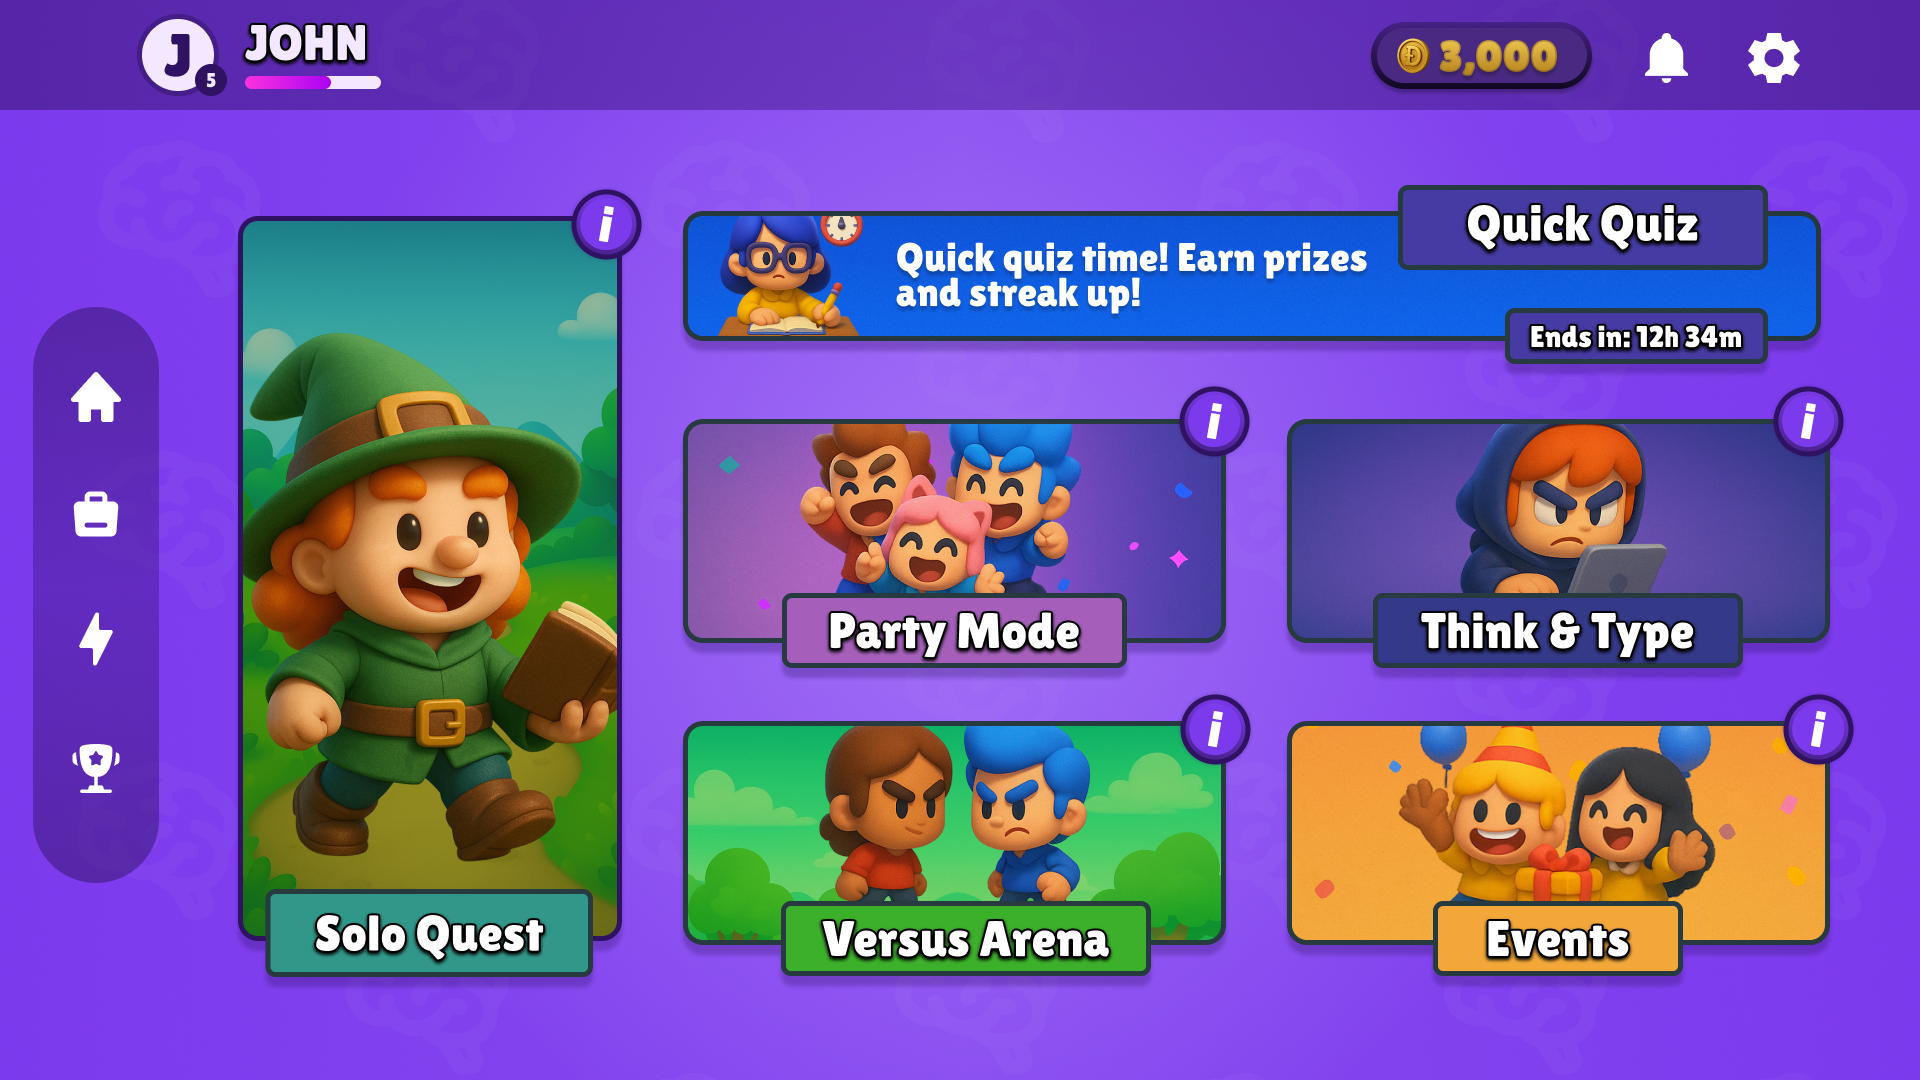 J
5
JOHN
3,000
i
Quick quiz time! Earn prizes
and streak up!
Quick Quiz
Ends in: 12h 34m
i
i
Party Mode
Think & Type
i
i
Solo Quest
Versus Arena
Events